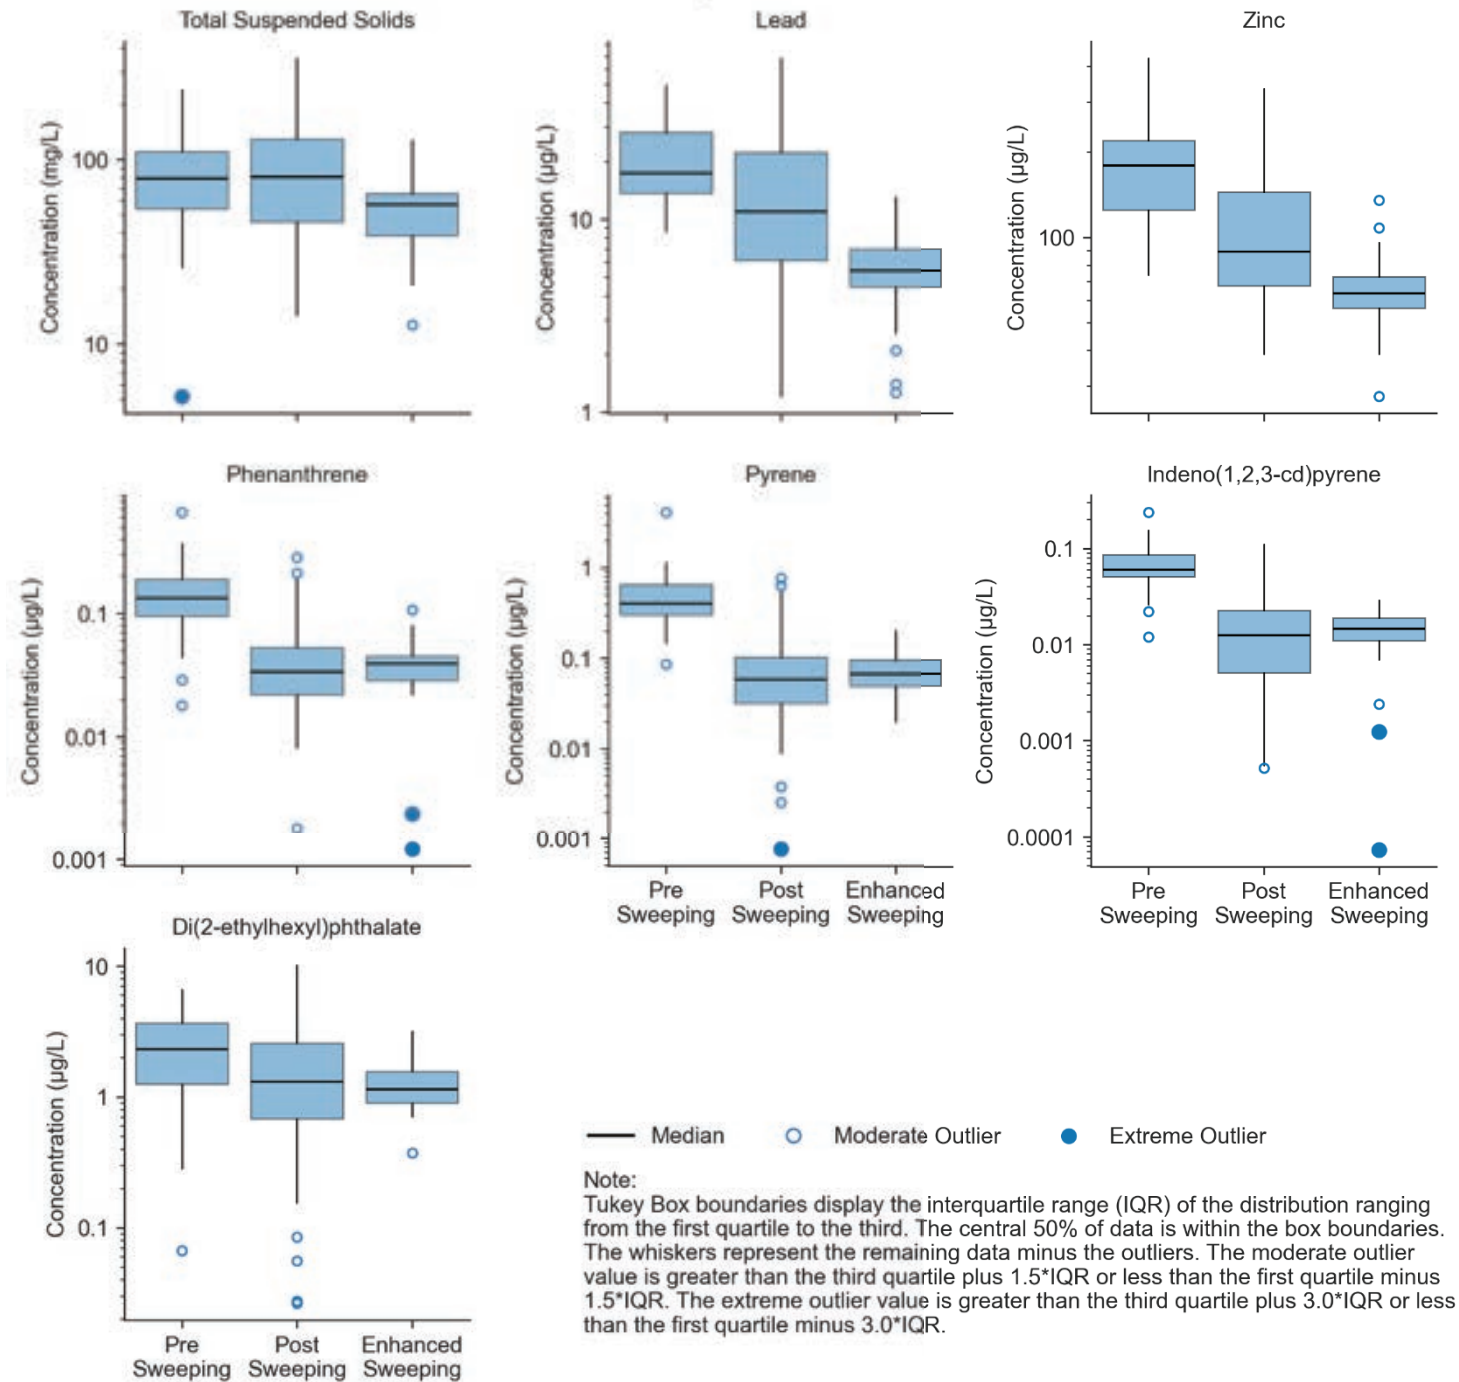 Total Suspended Solids
Concentration (mg/L)
100
10
Lead
Concentration (µg/L)
10
1
Zinc
Concentration (µg/L)
100
Phenanthrene
Concentration (µg/L)
0.1
0.01
0.001
Pyrene
Concentration (µg/L)
1
0.1
0.01
0.001
Pre Sweeping
Post Sweeping
Enhanced Sweeping
Indeno(1,2,3-cd)pyrene
Concentration (µg/L)
0.1
0.01
0.001
0.0001
Pre Sweeping
Post Sweeping
Enhanced Sweeping
Di(2-ethylhexyl)phthalate
Concentration (µg/L)
10
1
0.1
Pre Sweeping
Post Sweeping
Enhanced Sweeping
Median
Moderate Outlier
Extreme Outlier
Note:
Tukey Box boundaries display the interquartile range (IQR) of the distribution ranging
from the first quartile to the third. The central 50% of data is within the box boundaries.
The whiskers represent the remaining data minus the outliers. The moderate outlier
value is greater than the third quartile plus 1.5*IQR or less than the first quartile minus
1.5*IQR. The extreme outlier value is greater than the third quartile plus 3.0*IQR or less
than the first quartile minus 3.0*IQR.